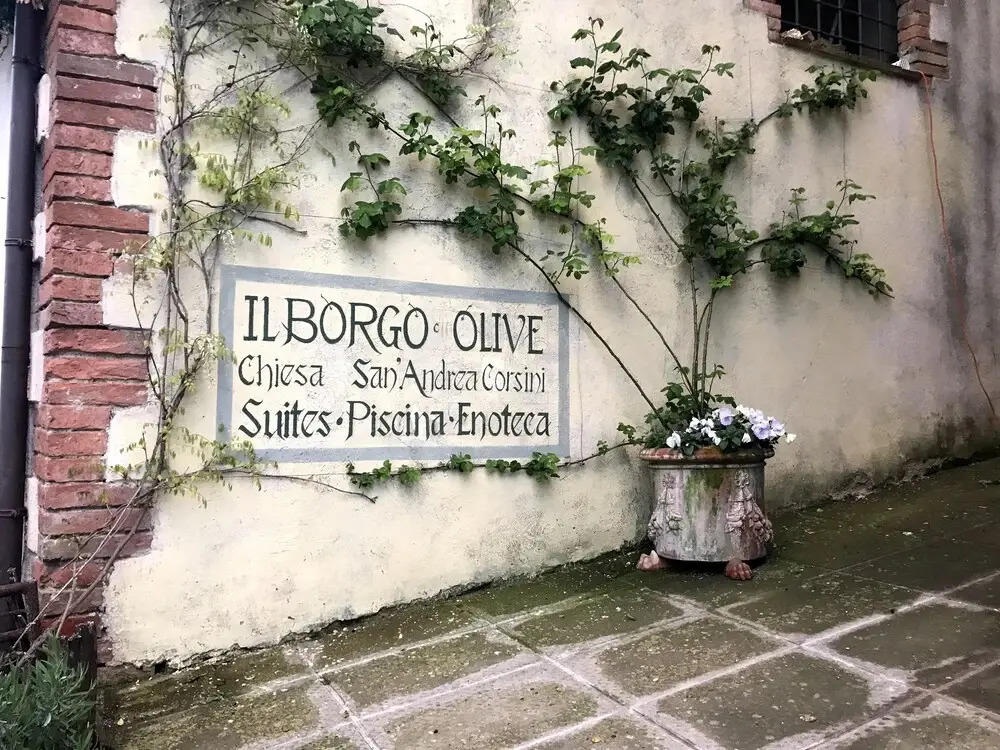 IL BORGO c OLIVE
Chiesa San'Andrea Corsini
Suites · Piscina · Enoteca